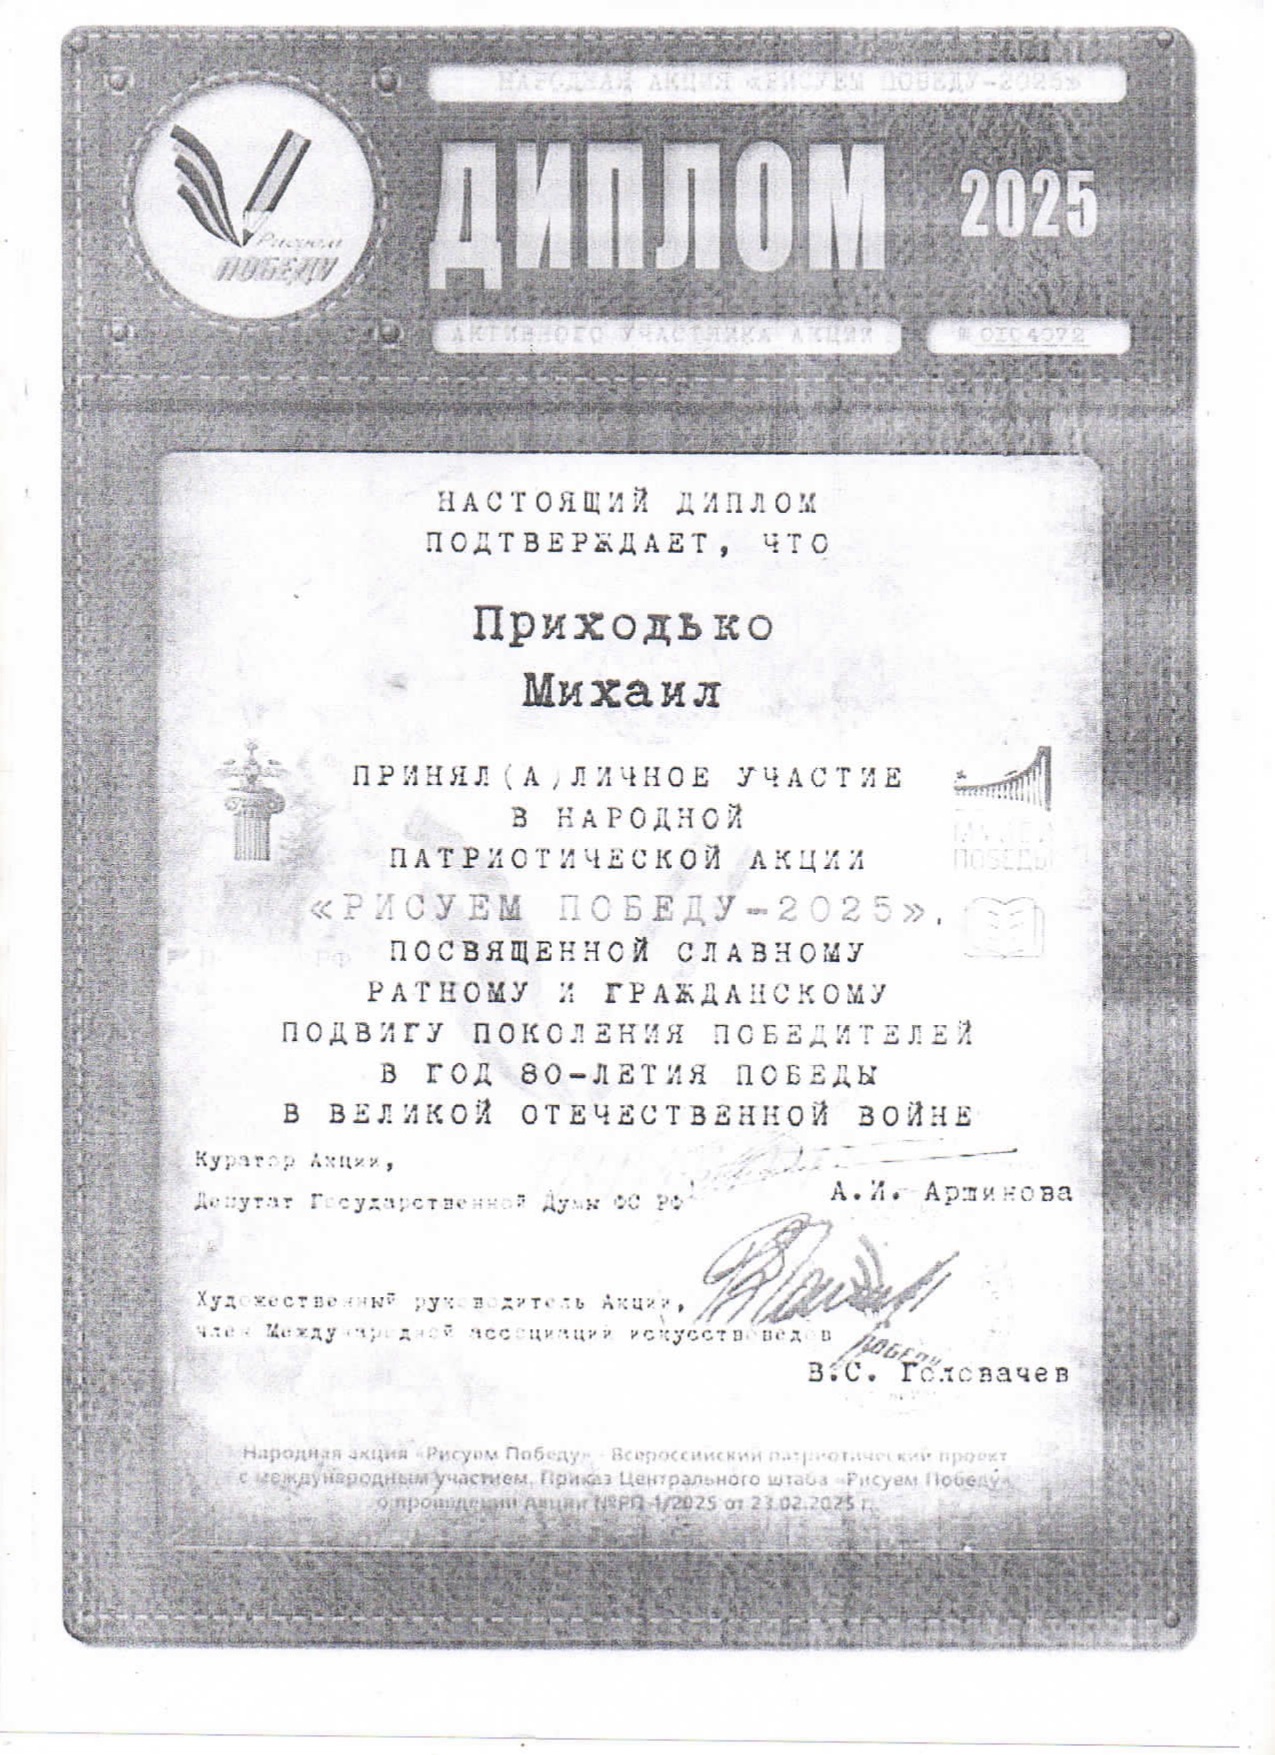 НАРОДНАЯ АКЦИЯ «РИСУЕМ ПОБЕДУ-2025»
ДИПЛОМ 2025
Рисуем
ПОБЕДУ
АКТИВНОГО УЧАСТНИКА АКЦИИ
№ 0104072
НАСТОЯЩИЙ ДИПЛОМ
ПОДТВЕРЖДАЕТ, ЧТО
Приходько
Михаил
ПРИНЯЛ(А)ЛИЧНОЕ УЧАСТИЕ
В НАРОДНОЙ
ПАТРИОТИЧЕСКОЙ АКЦИИ
МУЗЕЙ
ПОБЕДЫ
«РИСУЕМ ПОБЕДУ-2025»,
ПОСВЯЩЕННОЙ СЛАВНОМУ
РАТНОМУ И ГРАЖДАНСКОМУ
ПОДВИГУ ПОКОЛЕНИЯ ПОБЕДИТЕЛЕЙ
В ГОД 80-ЛЕТИЯ ПОБЕДЫ
В ВЕЛИКОЙ ОТЕЧЕСТВЕННОЙ ВОЙНЕ
Куратор Акции,
Депутат Государственной Думы ФС РФ
А.И. Аршинова
Художественный руководитель Акции,
член Международной ассоциации искусствоведов
ПОБЕДУ
В.С. Головачев
Народная акция «Рисуем Победу» - Всероссийский патриотический проект
с международным участием. Приказ Центрального штаба «Рисуем Победу»
о проведении Акции №РП-1/2025 от 23.02.2025 г.